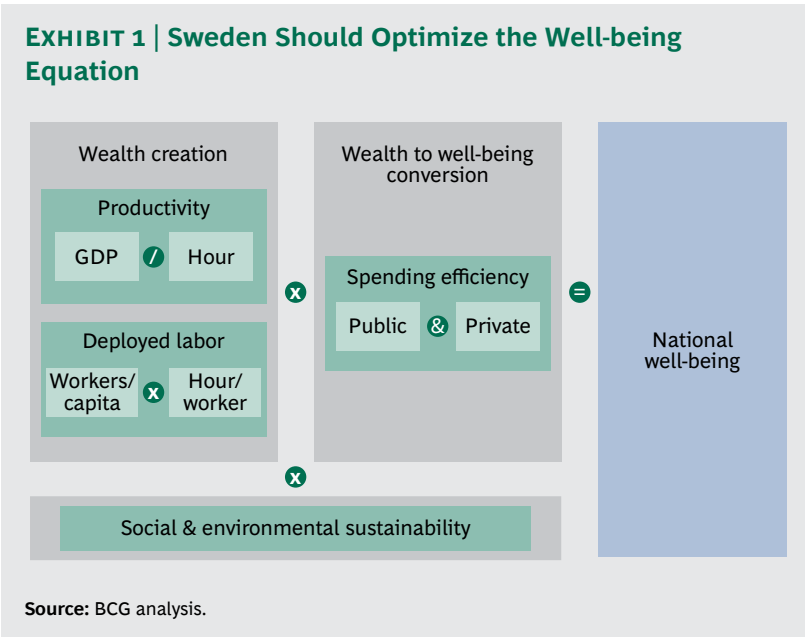 EXHIBIT 1 | Sweden Should Optimize the Well-being
Equation
Wealth creation
Productivity
GDP / Hour
Deployed labor
Workers/
capita
x
Hour/
worker
x
Wealth to well-being
conversion
Spending efficiency
Public & Private
=
National
well-being
x
Social & environmental sustainability
Source: BCG analysis.